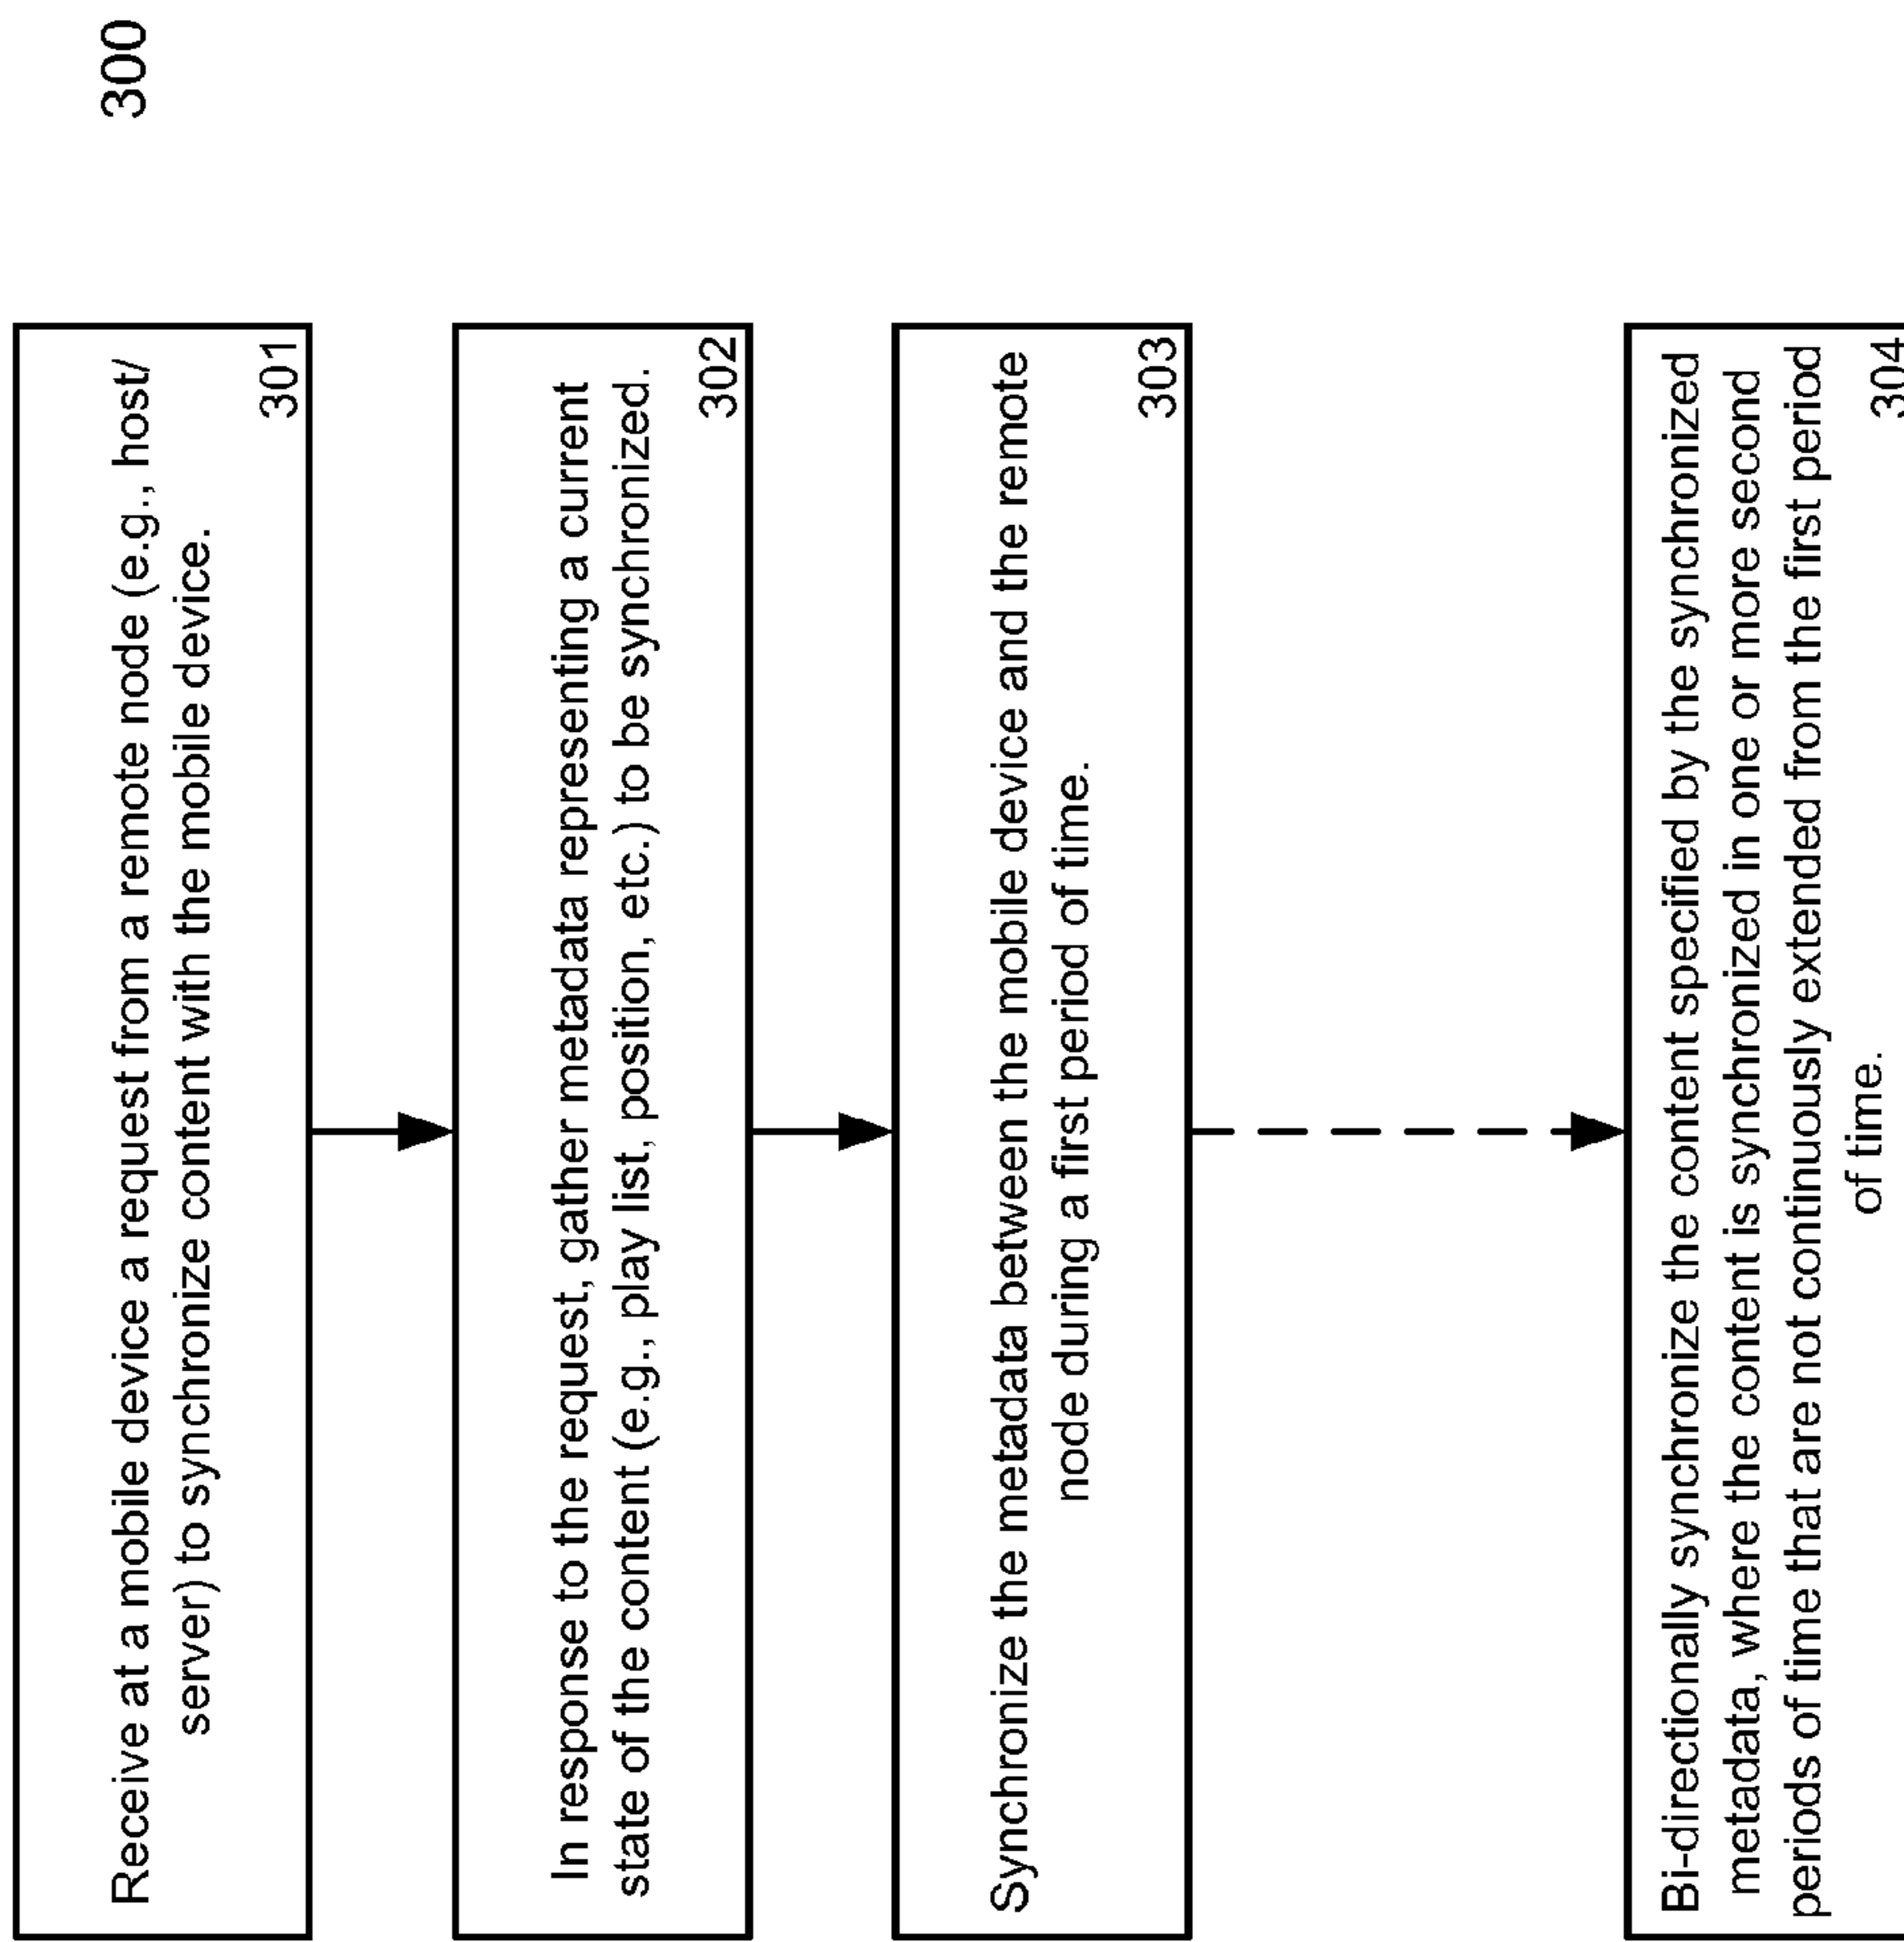 300
Receive at a mobile device a request from a remote node (e.g., host/
server) to synchronize content with the mobile device.
301
In response to the request, gather metadata representing a current
state of the content (e.g., play list, position, etc.) to be synchronized.
302
Synchronize the metadata between the mobile device and the remote
node during a first period of time.
303
Bi-directionally synchronize the content specified by the synchronized
metadata, where the content is synchronized in one or more second
periods of time that are not continuously extended from the first period
of time.
304